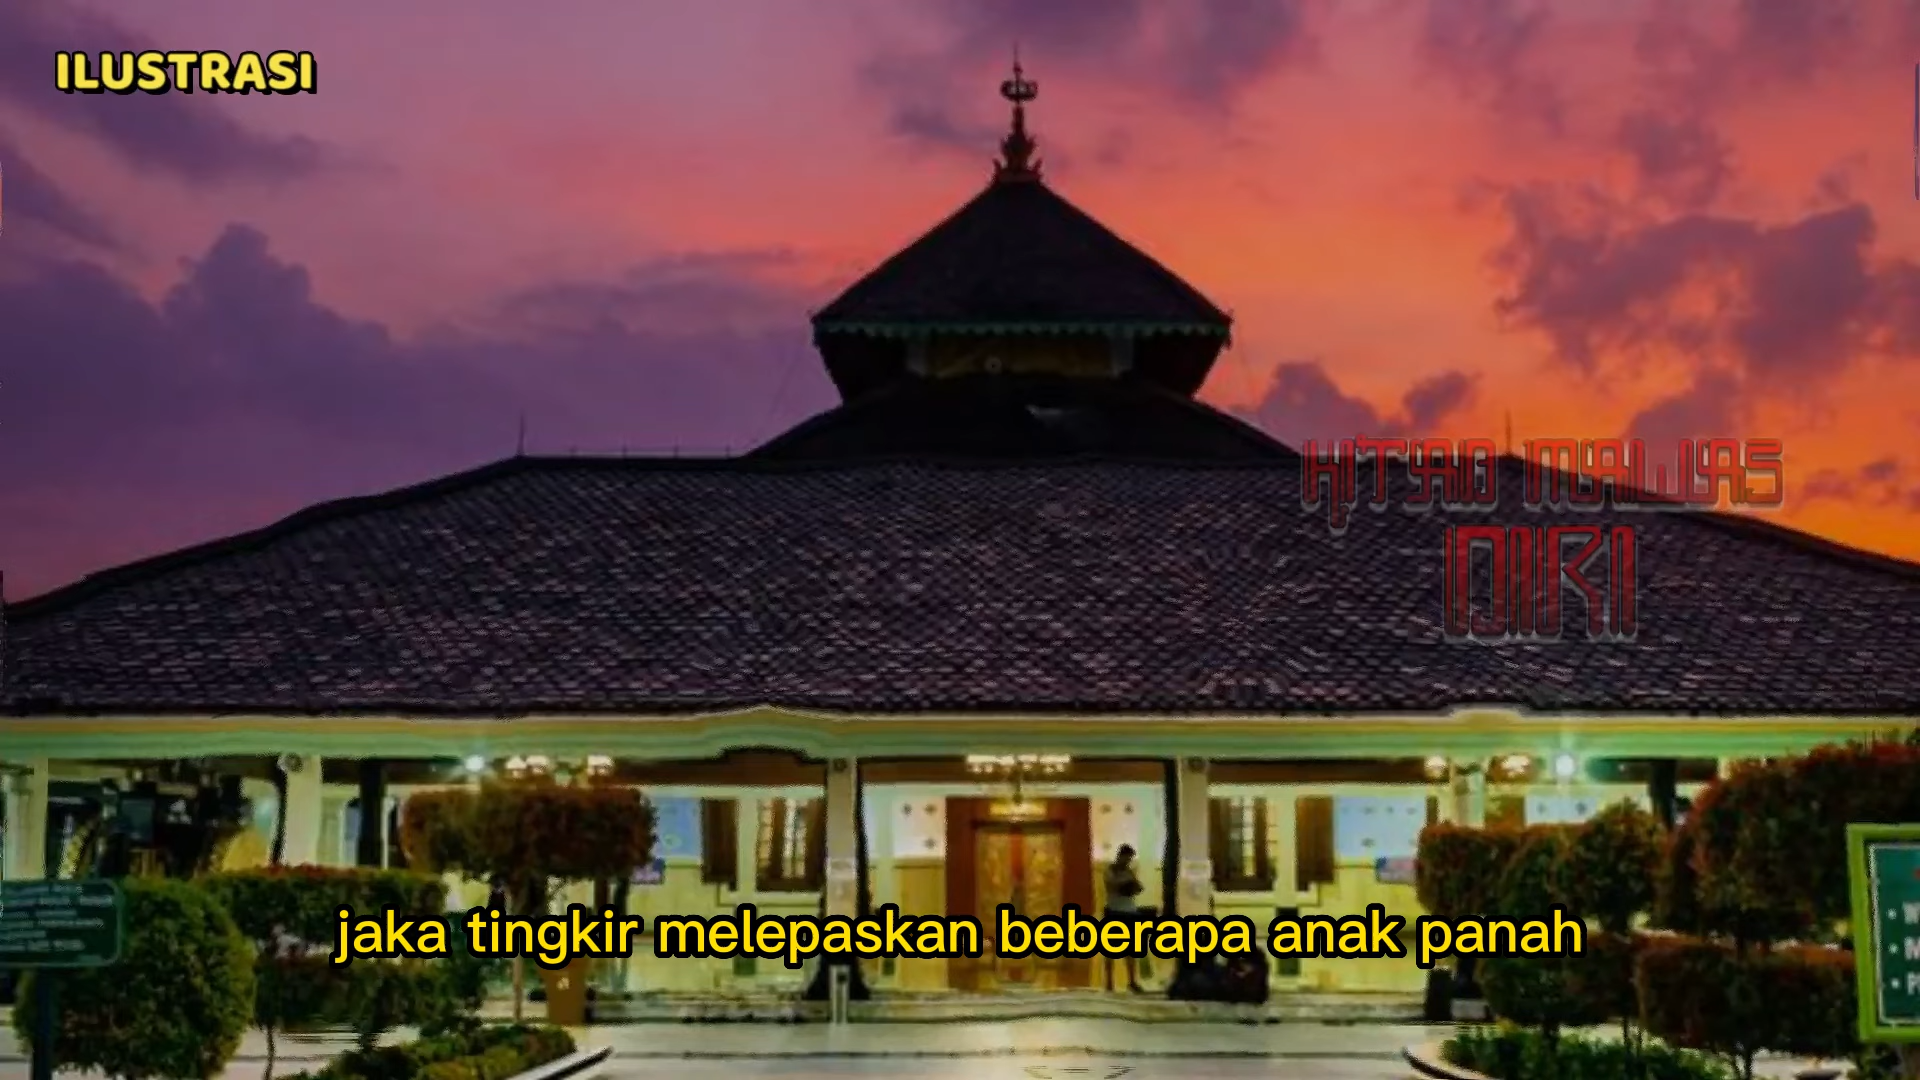 ILUSTRASI
KITAB MAWAS
DIRI
jaka tingkir melepaskan beberapa anak panah